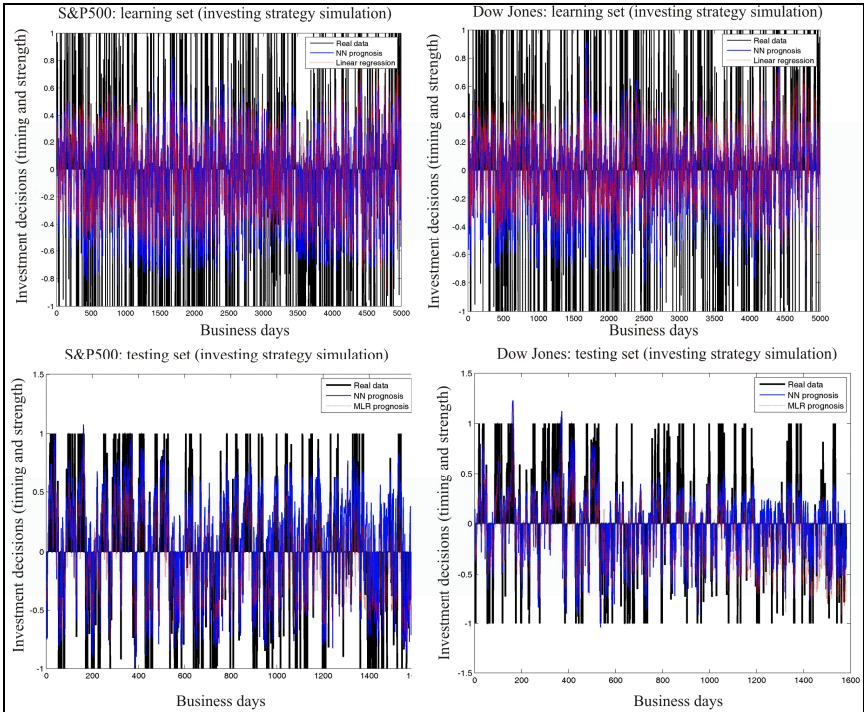 S&P500: learning set (investing strategy simulation)
Investment decisions (timing and strength)
1
0.8
0.6
0.4
0.2
0
-0.2
-0.4
-0.6
-0.8
-1
Real data
NN prognosis
Linear regression
0 500 1000 1500 2000 2500 3000 3500 4000 4500 5000
Business days
Dow Jones: learning set (investing strategy simulation)
Investment decisions (timing and strength)
1
0.8
0.6
0.4
0.2
0
-0.2
-0.4
-0.6
-0.8
-1
Real data
NN prognosis
Linear regression
0 500 1000 1500 2000 2500 3000 3500 4000 4500 5000
Business days
S&P500: testing set (investing strategy simulation)
Investment decisions (timing and strength)
1.5
1
0.5
0
-0.5
-1
Real data
NN prognosis
MLR prognosis
0 200 400 600 800 1000 1200 1400
Business days
Dow Jones: testing set (investing strategy simulation)
Investment decisions (timing and strength)
1.5
1
0.5
0
-0.5
-1
-1.5
Real data
NN prognosis
MLR prognosis
0 200 400 600 800 1000 1200 1400 1600
Business days